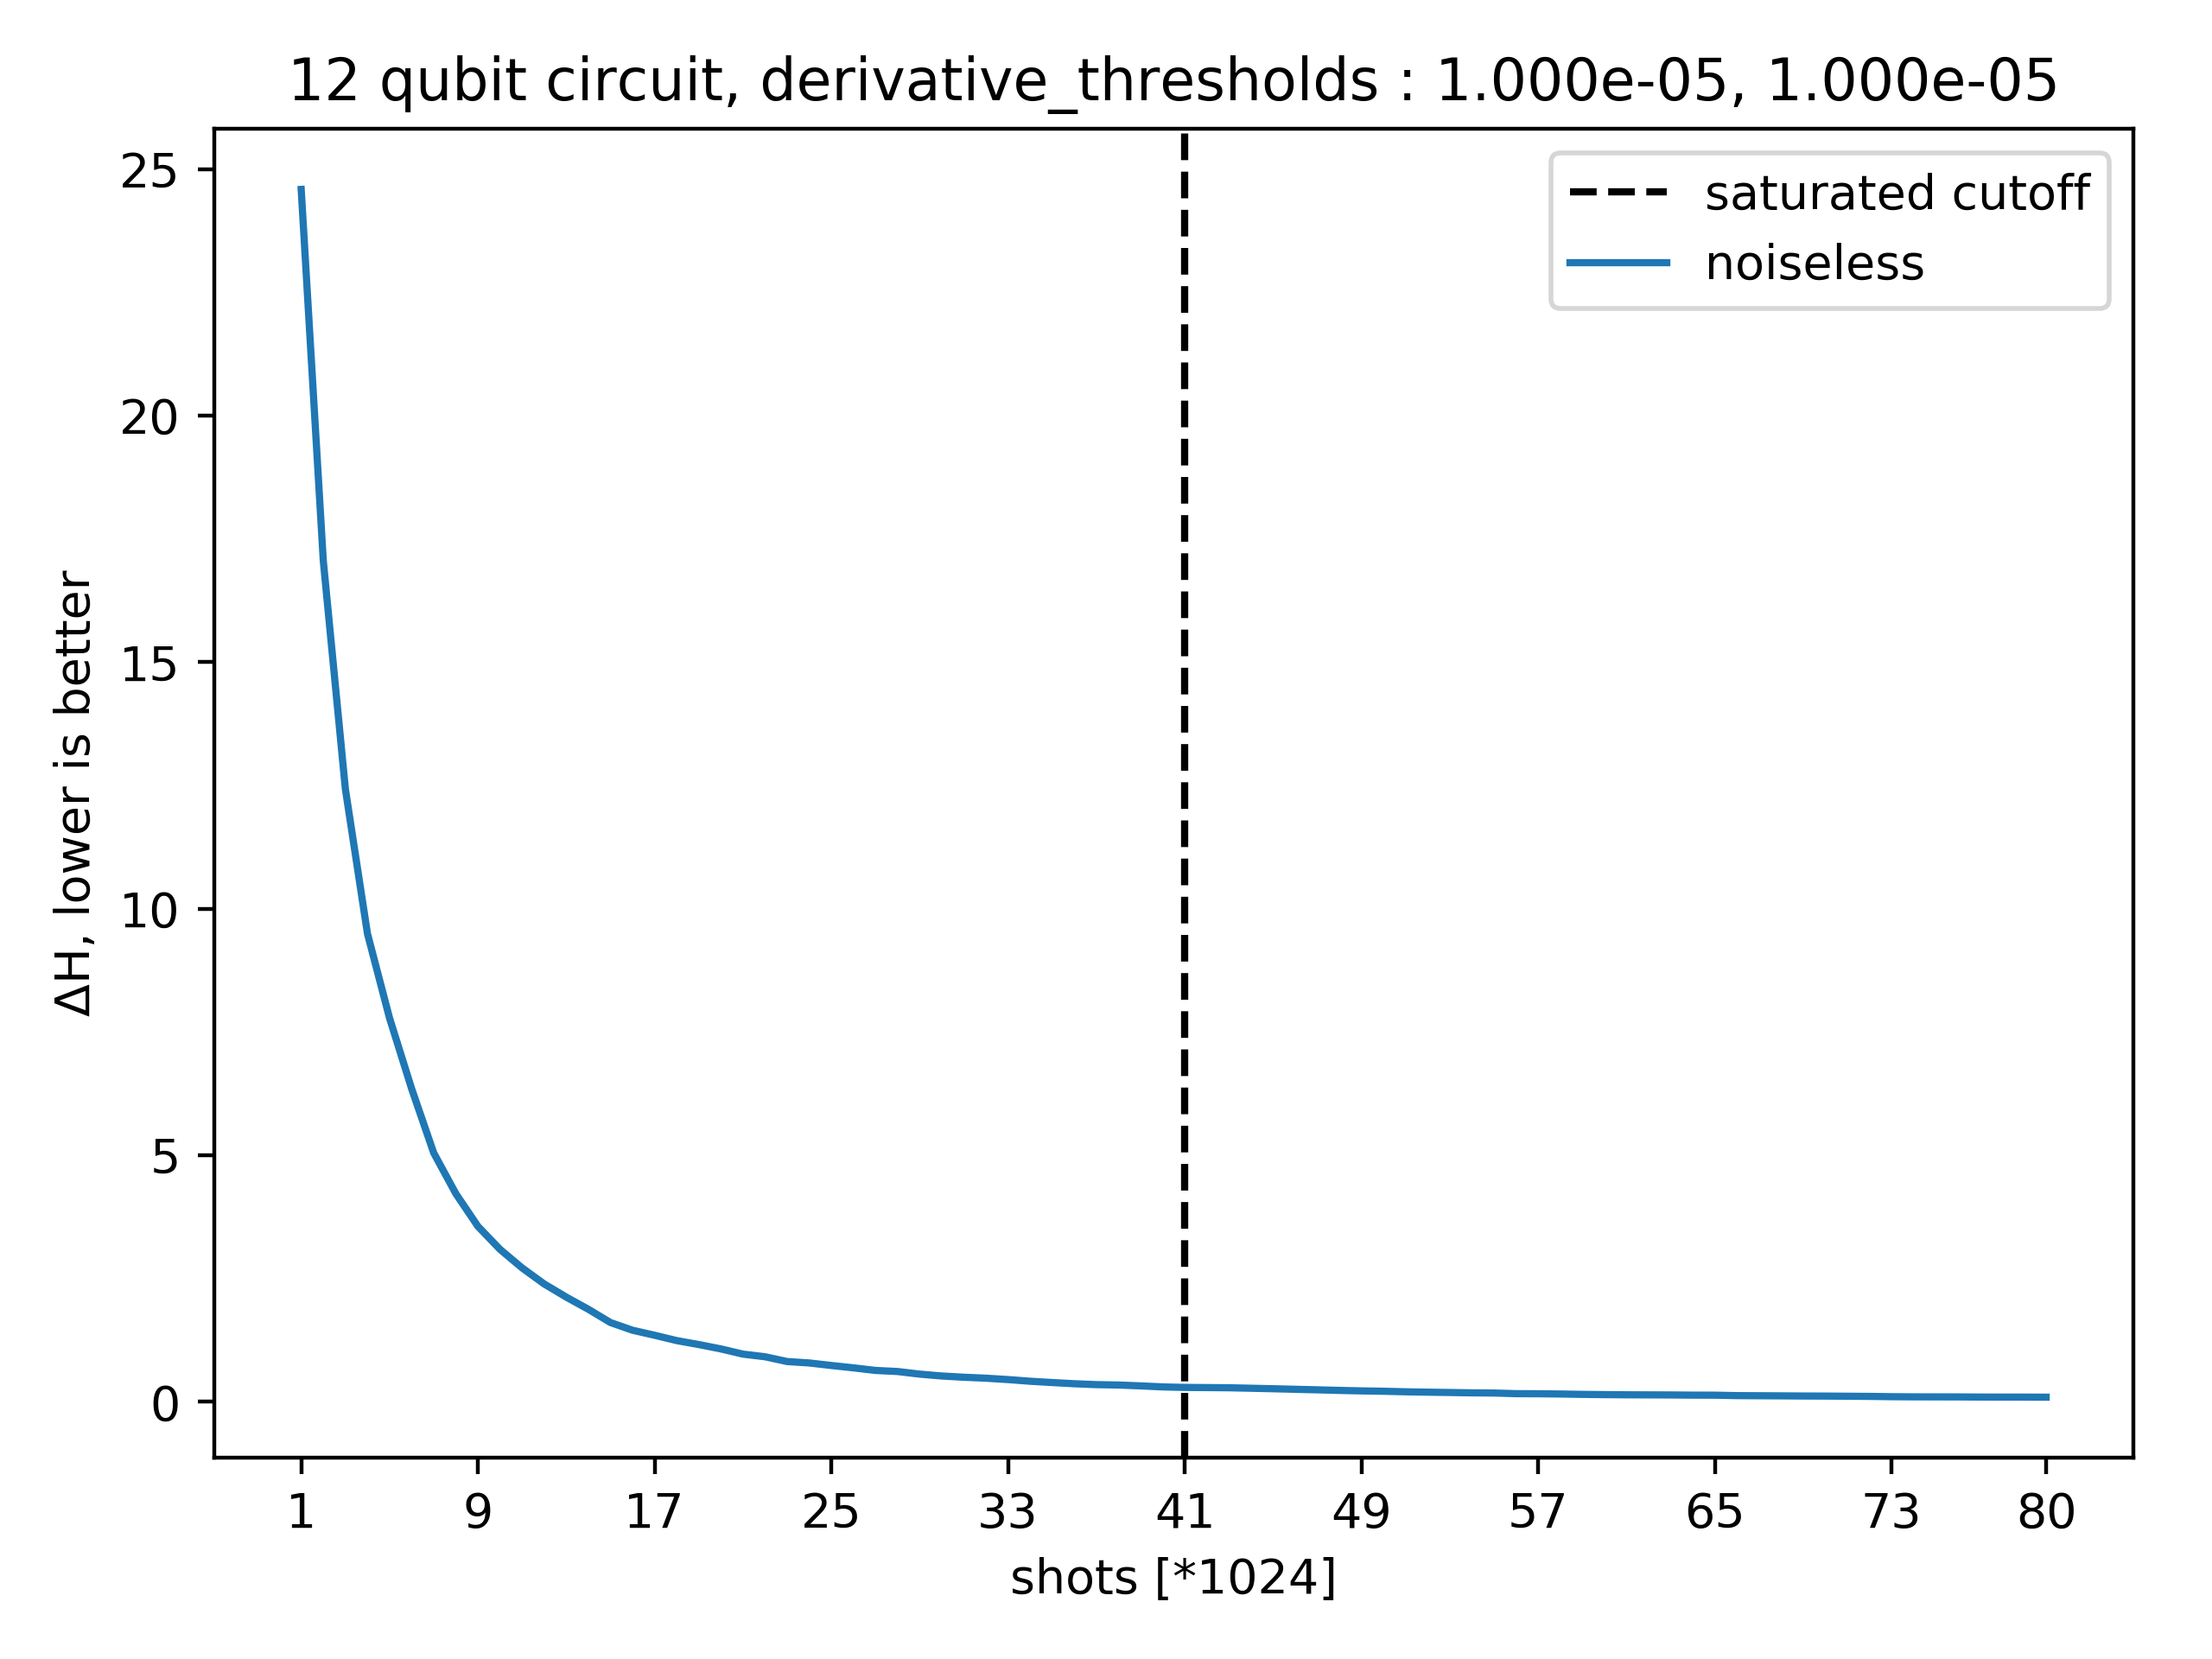 12 qubit circuit, derivative_thresholds : 1.000e-05, 1.000e-05
saturated cutoff
noiseless
ΔH, lower is better
25
20
15
10
5
0
1 9 17 25 33 41 49 57 65 73 80
shots [*1024]